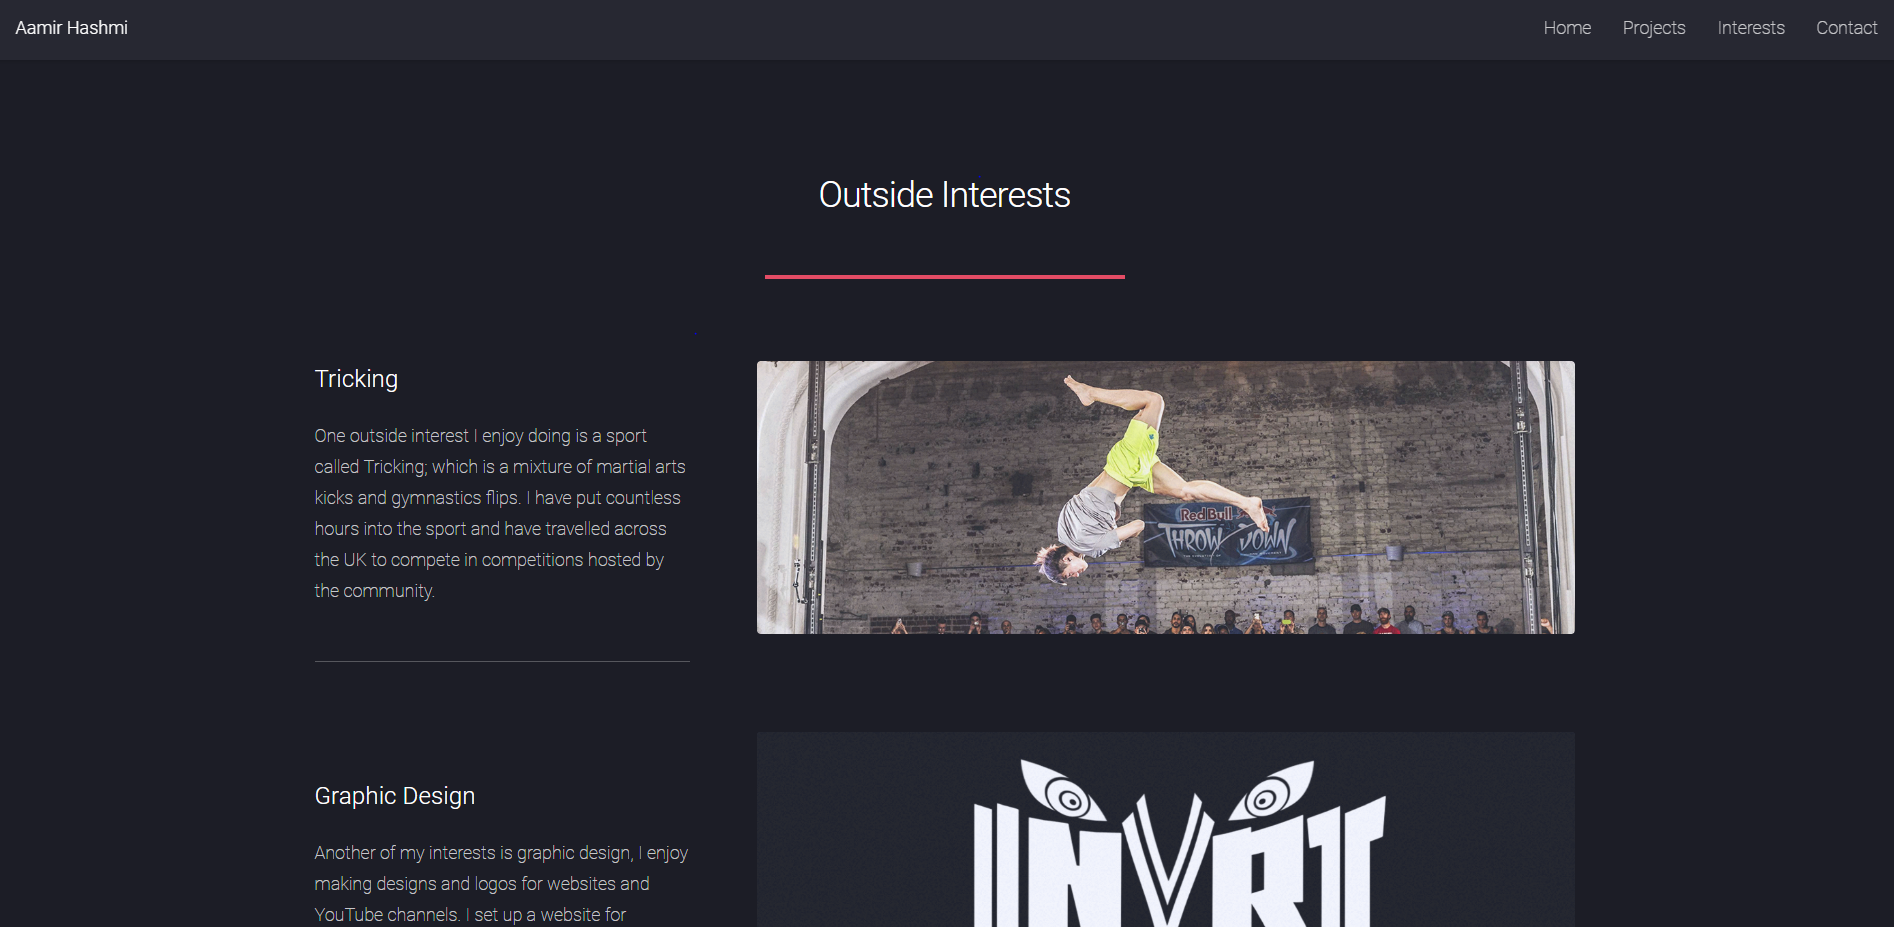 Aamir Hashmi
Home Projects Interests Contact
Outside Interests
Tricking
One outside interest I enjoy doing is a sport
called Tricking; which is a mixture of martial arts
kicks and gymnastics flips. I have put countless
hours into the sport and have travelled across
the UK to compete in competitions hosted by
the community.
Red Bull
THROW DOWN
Graphic Design
Another of my interests is graphic design, I enjoy
making designs and logos for websites and
YouTube channels. I set up a website for
INVRT